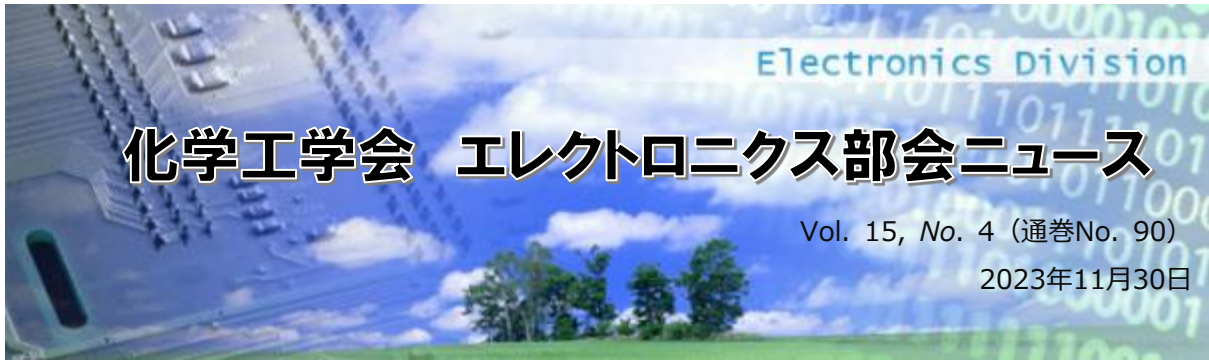 Electronics Division
化学工学会 エレクトロニクス部会ニュース
Vol. 15, No. 4（通巻No. 90）
2023年11月30日